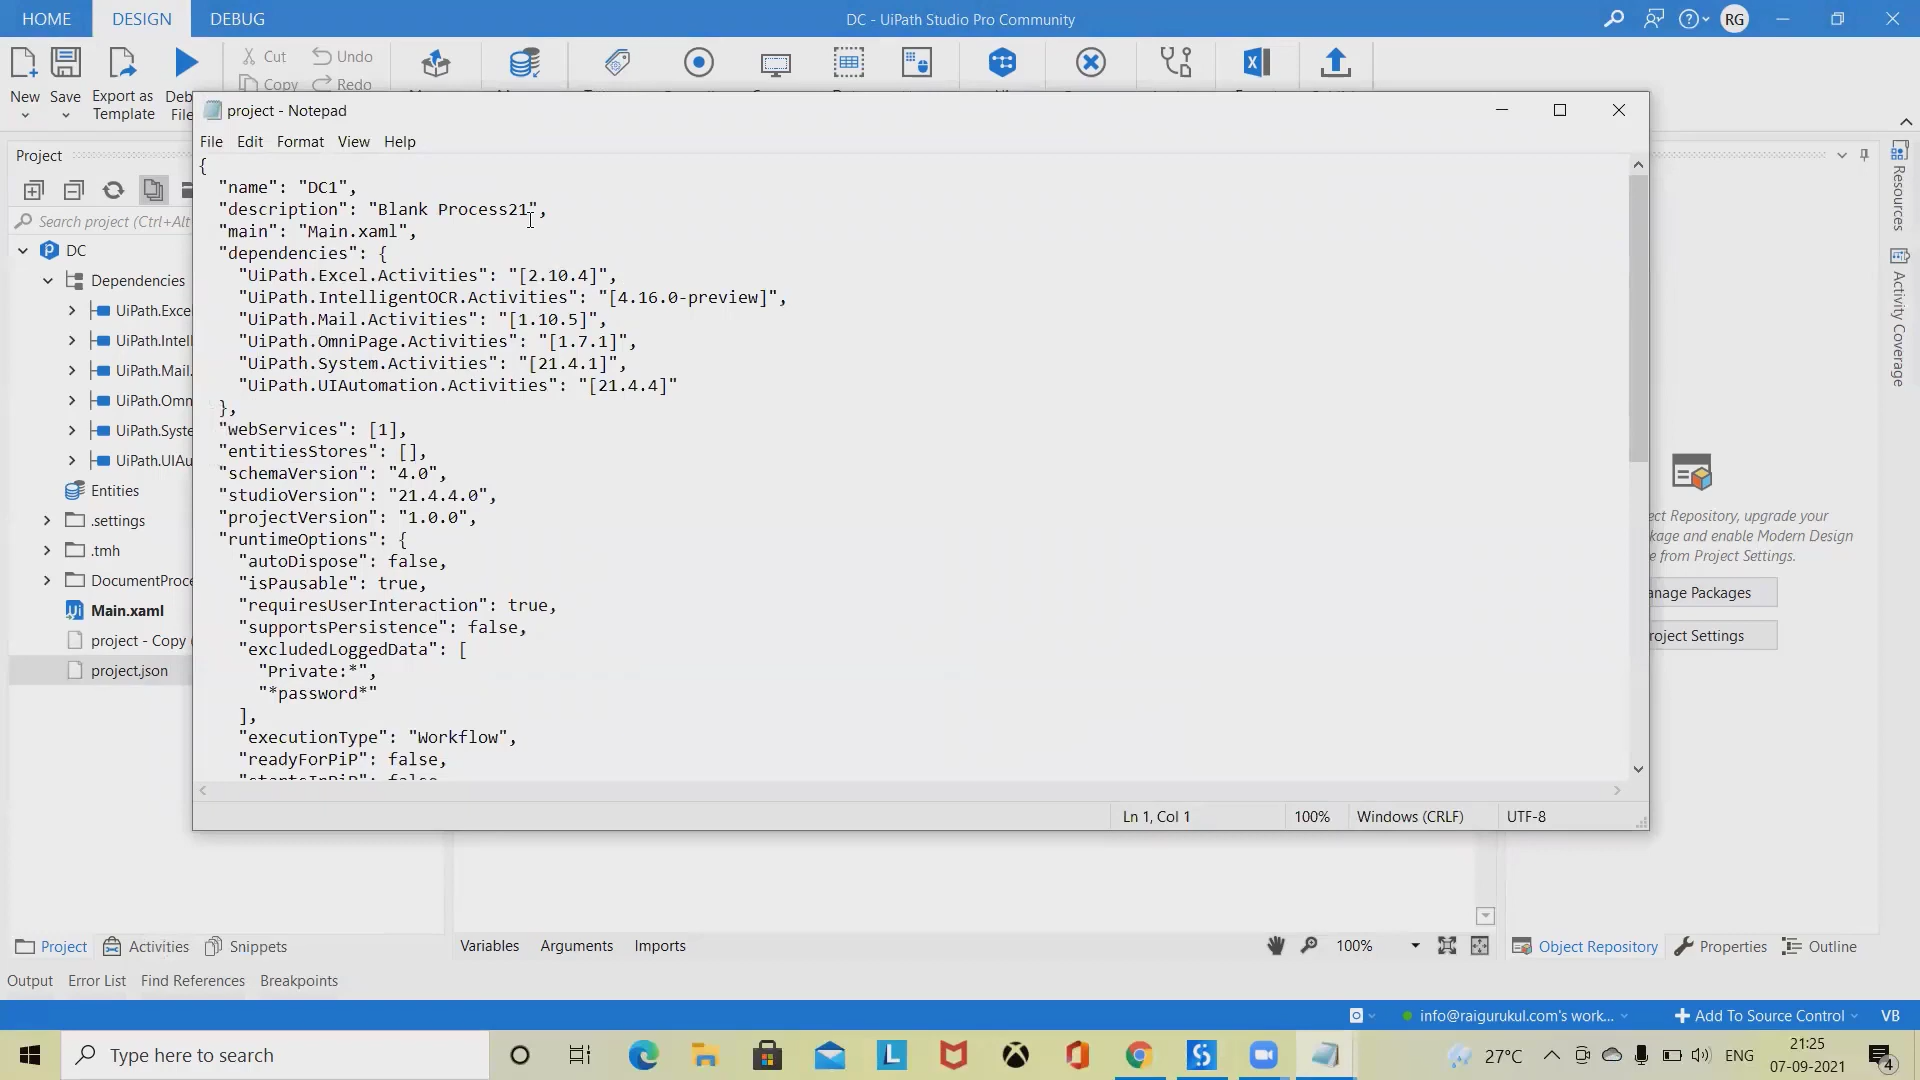 HOME DESIGN DEBUG DC - UiPath Studio Pro Community RG
Cut Undo
Copy Redo
New Save Export as Template
project - Notepad
File Edit Format View Help
{
"name": "DC1",
"description": "Blank Process21",
"main": "Main.xaml",
"dependencies": {
"UiPath.Excel.Activities": "[2.10.4]",
"UiPath.IntelligentOCR.Activities": "[4.16.0-preview]",
"UiPath.Mail.Activities": "[1.10.5]",
"UiPath.OmniPage.Activities": "[1.7.1]",
"UiPath.System.Activities": "[21.4.1]",
"UiPath.UIAutomation.Activities": "[21.4.4]"
},
"webServices": [1],
"entitiesStores": [],
"schemaVersion": "4.0",
"studioVersion": "21.4.4.0",
"projectVersion": "1.0.0",
"runtimeOptions": {
"autoDispose": false,
"isPausable": true,
"requiresUserInteraction": true,
"supportsPersistence": false,
"excludedLoggedData": [
"Private:*",
"*password*"
],
"executionType": "Workflow",
"readyForPiP": false,
"startsInPiP": false
Ln 1, Col 1 100% Windows (CRLF) UTF-8
Project
Search project (Ctrl+Alt
DC
Dependencies
UiPath.Exce
UiPath.Intell
UiPath.Mail.
UiPath.Omn
UiPath.Syste
UiPath.UIAu
Entities
.settings
.tmh
DocumentProce
Main.xaml
project - Copy
project.json
Resources
Activity Coverage
ect Repository, upgrade your
kage and enable Modern Design
e from Project Settings.
anage Packages
roject Settings
Project Activities Snippets
Variables Arguments Imports 100%
Object Repository Properties Outline
Output Error List Find References Breakpoints
info@raigurukul.com's work... Add To Source Control VB
Type here to search
27°C ENG
21:25
07-09-2021
4